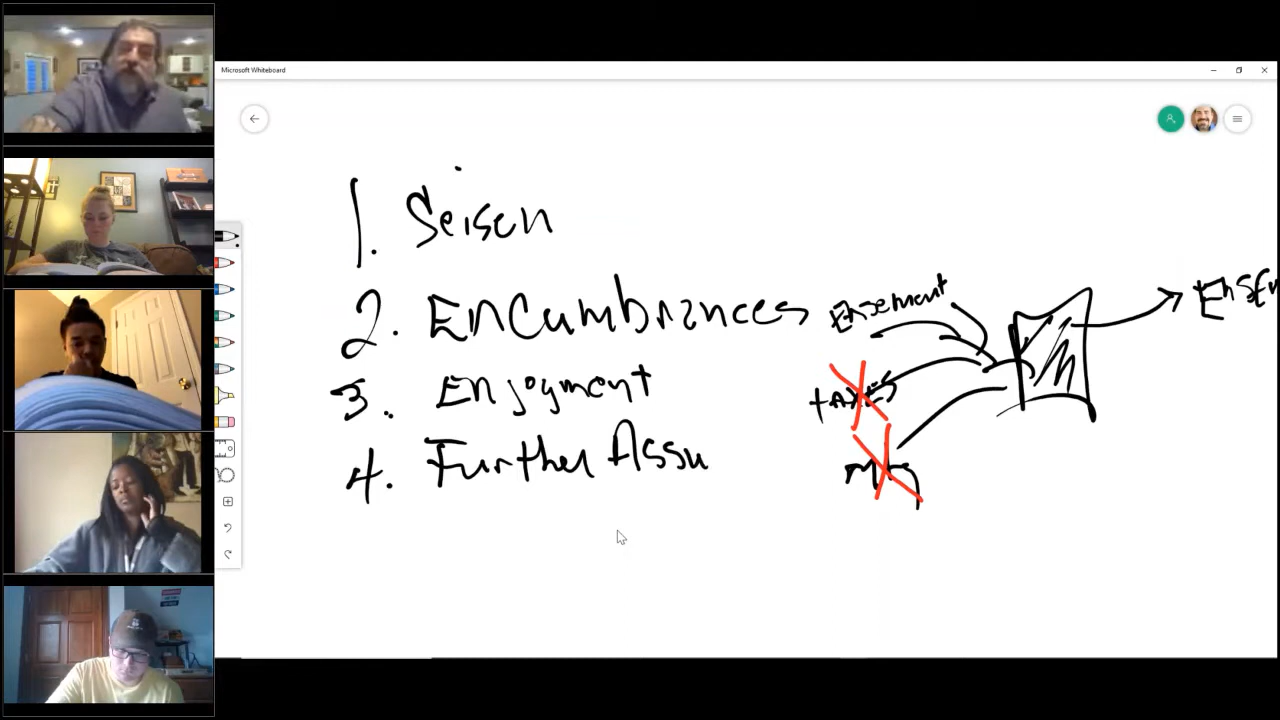 Microsoft Whiteboard
1. Seisen
2. Encumbrances
Easement
3. Enjoyment
taxes
4. Further Assu